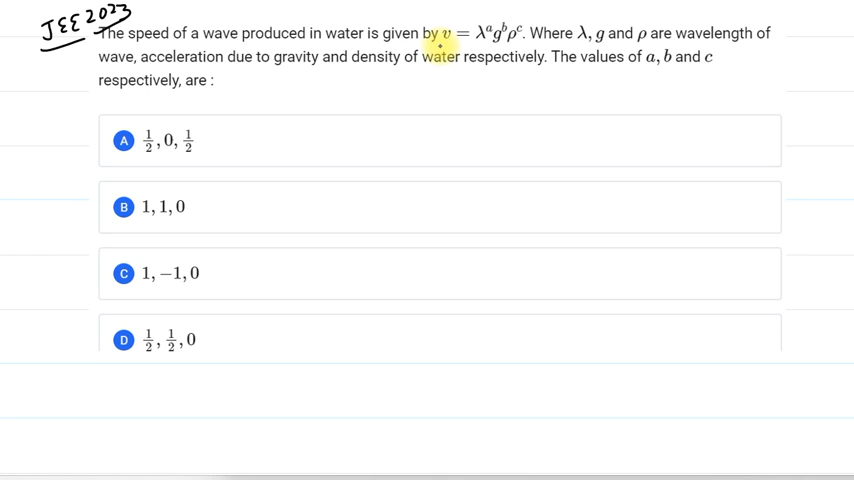 JEE 2023
The speed of a wave produced in water is given by v = λᵃgᵇρᶜ. Where λ, g and ρ are wavelength of
wave, acceleration due to gravity and density of water respectively. The values of a, b and c
respectively, are :
A 1/2, 0, 1/2
B 1, 1, 0
C 1, −1, 0
D 1/2, 1/2, 0